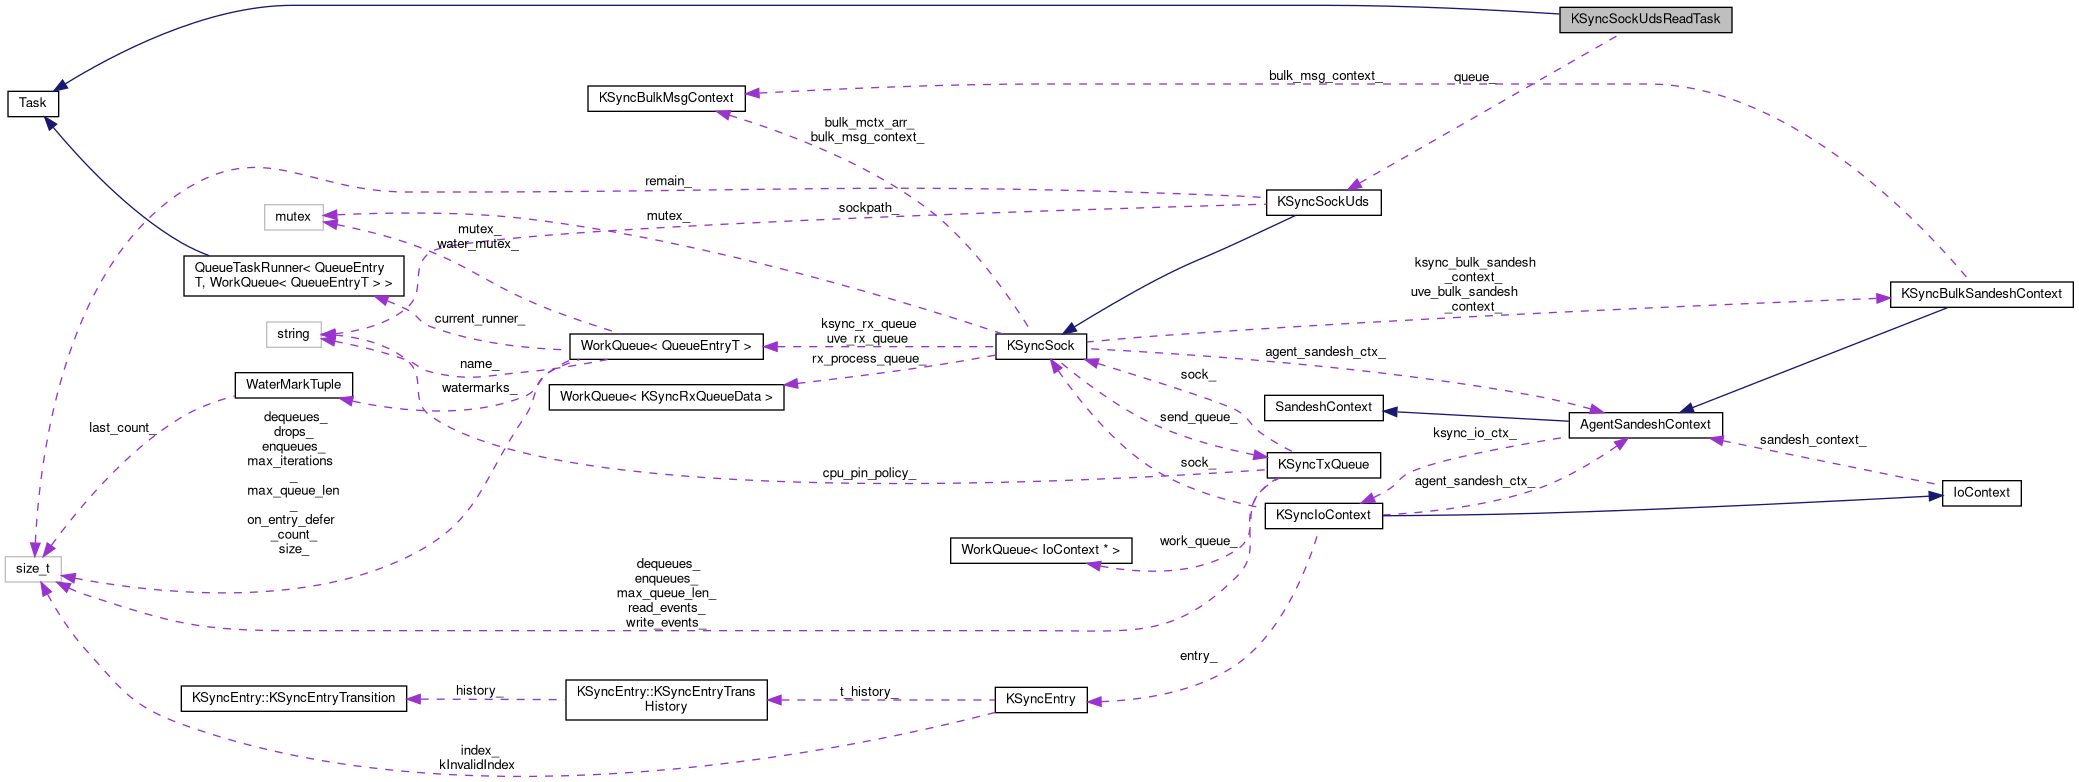 KSyncSockUdsReadTask
bulk_msg_context_
queue_
Task
KSyncBulkMsgContext
bulk_mctx_arr_
bulk_msg_context_
remain_
KSyncSockUds
sockpath_
mutex_
mutex
mutex_
water_mutex_
QueueTaskRunner< QueueEntry
T, WorkQueue< QueueEntryT > >
ksync_bulk_sandesh
_context_
uve_bulk_sandesh
_context_
KSyncBulkSandeshContext
current_runner_
string
ksync_rx_queue
uve_rx_queue
WorkQueue< QueueEntryT >
KSyncSock
rx_process_queue_
agent_sandesh_ctx_
name_
sock_
WaterMarkTuple
watermarks_
WorkQueue< KSyncRxQueueData >
SandeshContext
send_queue_
AgentSandeshContext
last_count_
dequeues_
drops_
enqueues_
max_iterations
_
max_queue_len
_
on_entry_defer
_count_
size_
ksync_io_ctx_
sandesh_context_
cpu_pin_policy_
sock_
KSyncTxQueue
agent_sandesh_ctx_
IoContext
KSyncIoContext
work_queue_
WorkQueue< IoContext * >
size_t
dequeues_
enqueues_
max_queue_len_
read_events_
write_events_
entry_
KSyncEntry::KSyncEntryTransition
history_
KSyncEntry::KSyncEntryTrans
History
t_history_
KSyncEntry
index_
kInvalidIndex